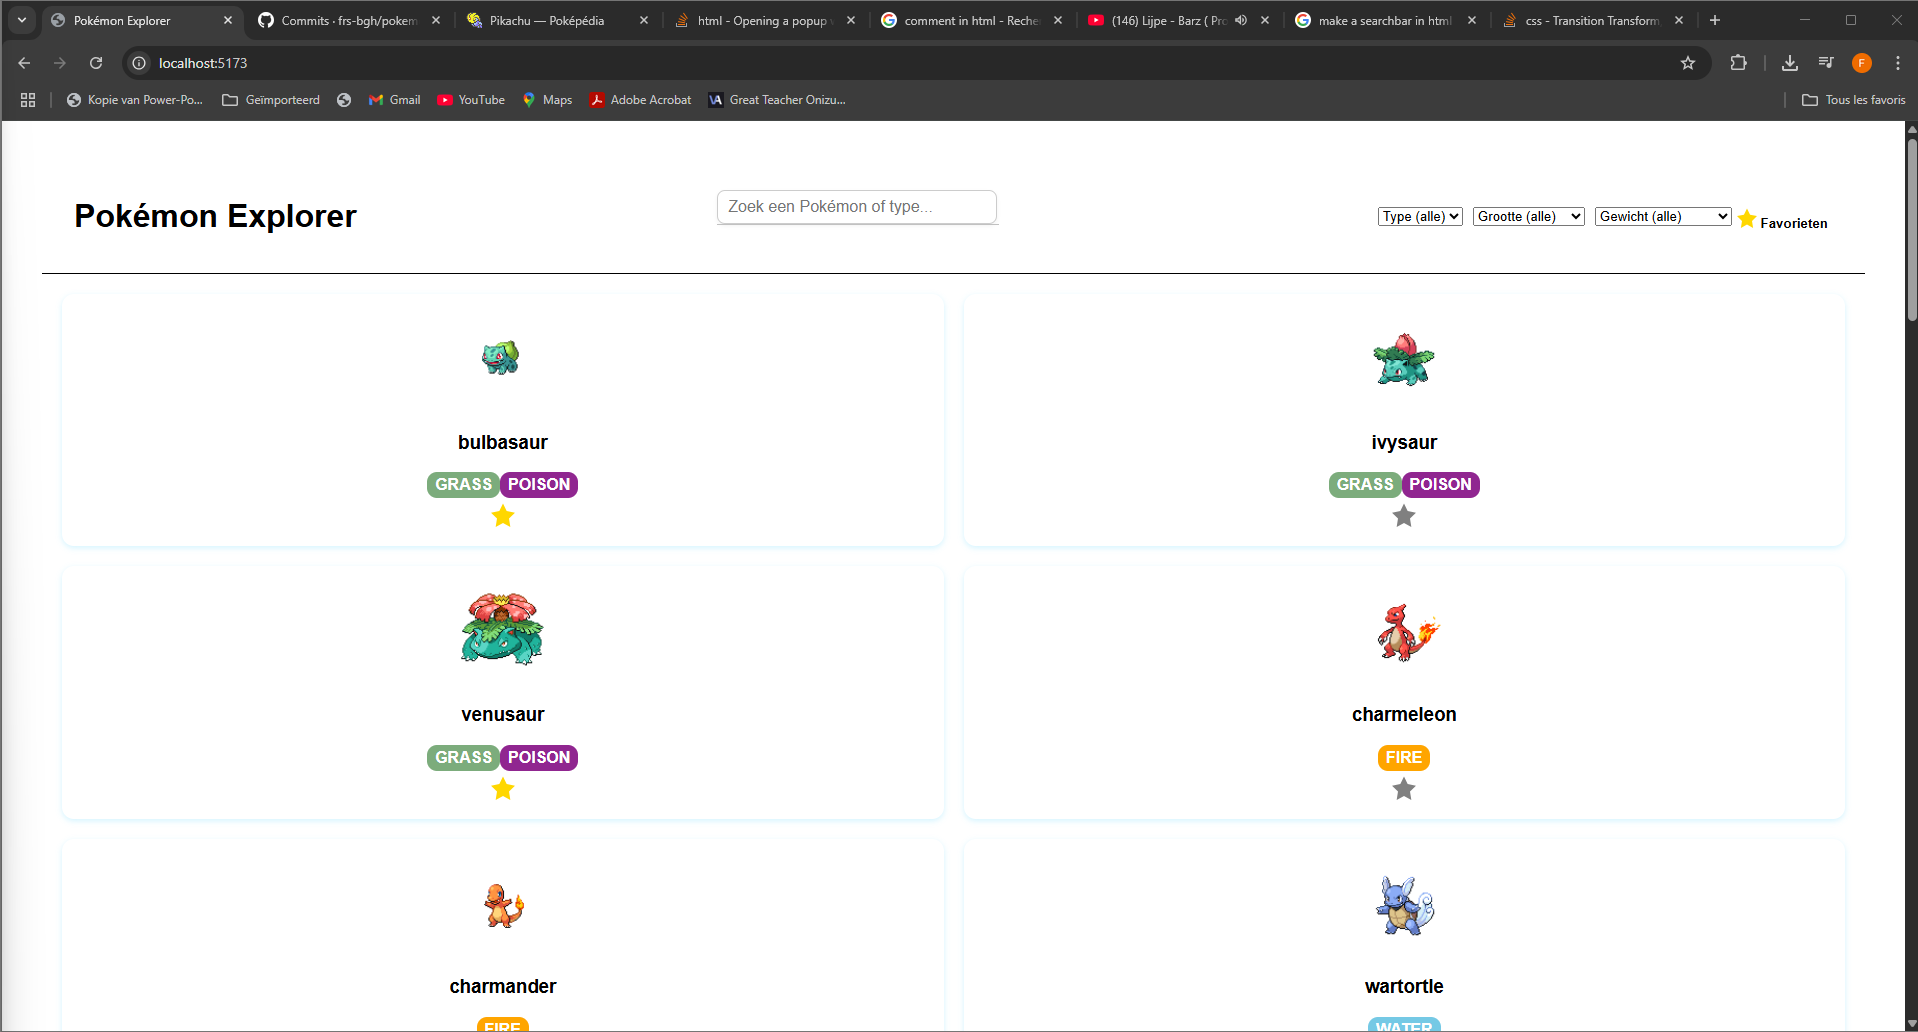 Pokémon Explorer
Commits · frs-bgh/pokem
Pikachu — Poképédia
html - Opening a popup
comment in html - Reche
(146) Lijpe - Barz ( Pro
make a searchbar in html
css - Transition Transform,
localhost:5173
F
Kopie van Power-Po...
Geïmporteerd
Gmail
YouTube
Maps
Adobe Acrobat
Great Teacher Onizu...
Tous les favoris
Pokémon Explorer
Zoek een Pokémon of type...
Type (alle)
Grootte (alle)
Gewicht (alle)
Favorieten
bulbasaur
GRASS POISON
ivysaur
GRASS POISON
venusaur
GRASS POISON
charmeleon
FIRE
charmander
FIRE
wartortle
WATER